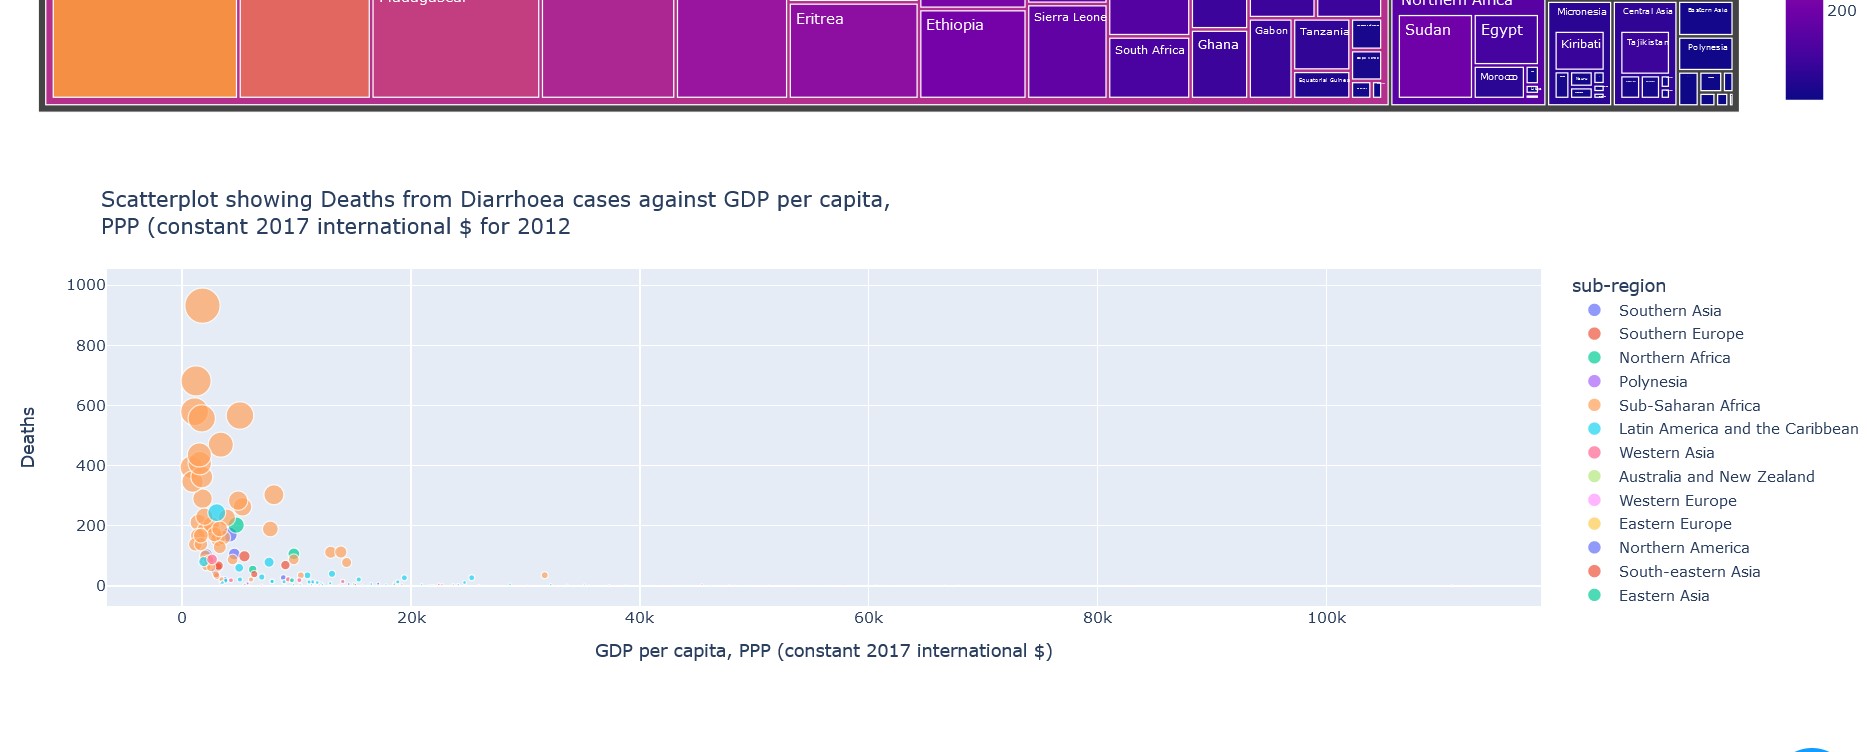 Madagascar
Northern Africa
200
Micronesia
Central Asia
Eastern Asia
Eritrea
Ethiopia
Sierra Leone
South Africa
Ghana
Gabon
Tanzania
Equatorial Guinea
Sudan
Egypt
Morocco
Kiribati
Tajikistan
Polynesia
Scatterplot showing Deaths from Diarrhoea cases against GDP per capita,
PPP (constant 2017 international $ for 2012
1000
800
600
400
200
0
Deaths
0
20k
40k
60k
80k
100k
GDP per capita, PPP (constant 2017 international $)
sub-region
Southern Asia
Southern Europe
Northern Africa
Polynesia
Sub-Saharan Africa
Latin America and the Caribbean
Western Asia
Australia and New Zealand
Western Europe
Eastern Europe
Northern America
South-eastern Asia
Eastern Asia